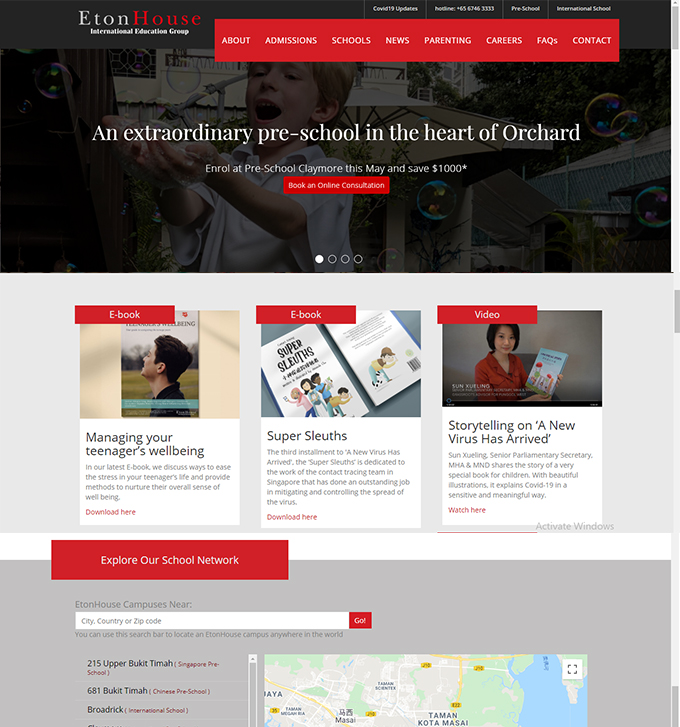 Covid19 Updates hotline: +65 6746 3333 Pre-School International School
EtonHouse
International Education Group
ABOUT ADMISSIONS SCHOOLS NEWS PARENTING CAREERS FAQs CONTACT
An extraordinary pre-school in the heart of Orchard
Enrol at Pre-School Claymore this May and save $1000*
Book an Online Consultation
E-book
TEENAGER'S WELLBEING
Managing your
teenager's wellbeing
In our latest E-book, we discuss ways to ease
the stress in your teenager's life and provide
methods to nurture their overall sense of
well being.
Download here
E-book
SUPER
SLEUTHS
Super Sleuths
The third installment to 'A New Virus Has
Arrived', the 'Super Sleuths' is dedicated to
the work of the contact tracing team in
Singapore that has done an outstanding job
in mitigating and controlling the spread of
the virus.
Download here
Video
SUN XUELING
Storytelling on ‘A New
Virus Has Arrived’
Sun Xueling, Senior Parliamentary Secretary,
MHA & MND shares the story of a very
special book for children. With beautiful
illustrations, it explains Covid-19 in a
sensitive and meaningful way.
Watch here
Activate Windows
Explore Our School Network
EtonHouse Campuses Near:
City, Country or Zip code Go!
You can use this search bar to locate an EtonHouse campus anywhere in the world
215 Upper Bukit Timah ( Singapore Pre-
School )
681 Bukit Timah ( Chinese Pre-School )
Broadrick ( International School )
TAMAN
SCIENTEX
JAYA
TAMAN
MEGAH RIA
马西
Masai
TAMAN
KOTA MASAI